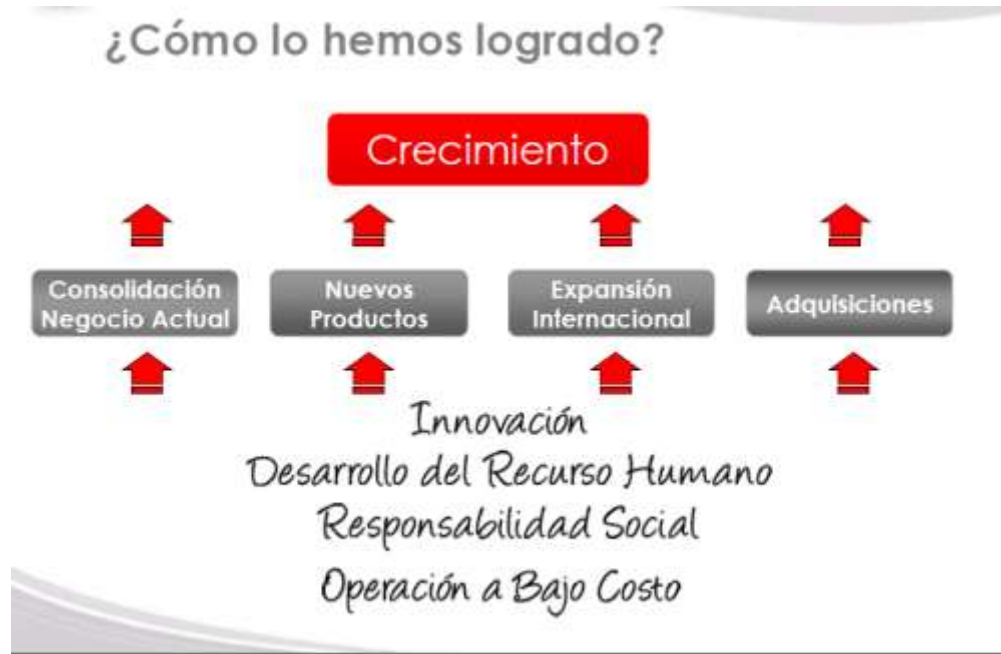 ¿Cómo lo hemos logrado?
Crecimiento
Consolidación
Negocio Actual
Nuevos
Productos
Expansión
Internacional
Adquisiciones
Innovación
Desarrollo del Recurso Humano
Responsabilidad Social
Operación a Bajo Costo